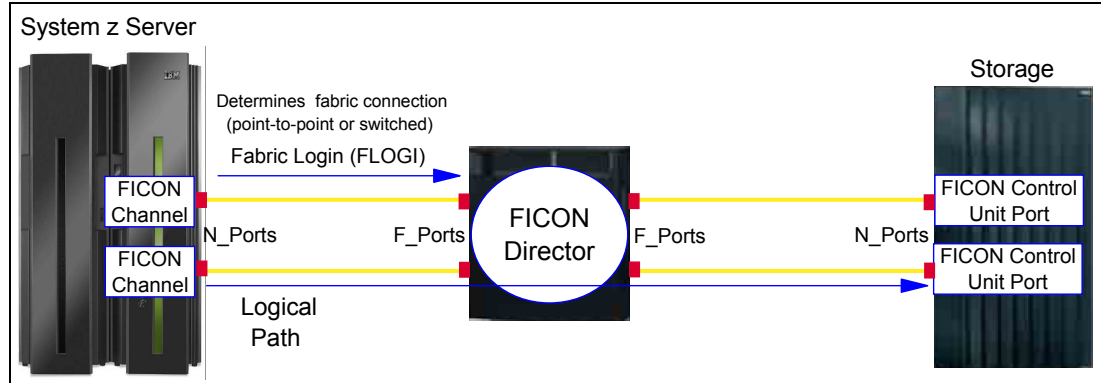 System z Server
IBM
Storage
Determines fabric connection
(point-to-point or switched)
Fabric Login (FLOGI)
FICON
Channel
FICON
Director
FICON Control
Unit Port
N_Ports
F_Ports
F_Ports
N_Ports
FICON
Channel
FICON Control
Unit Port
Logical
Path